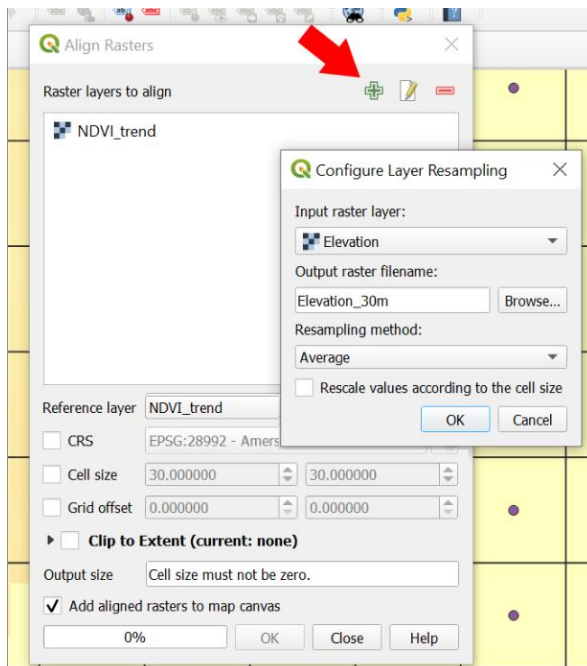 Align Rasters
Raster layers to align
NDVI_trend
Configure Layer Resampling
Input raster layer:
Elevation
Output raster filename:
Elevation_30m Browse...
Resampling method:
Average
Rescale values according to the cell size
OK Cancel
Reference layer NDVI_trend
CRS EPSG:28992 - Amers
Cell size 30.000000 30.000000
Grid offset 0.000000 0.000000
Clip to Extent (current: none)
Output size Cell size must not be zero.
Add aligned rasters to map canvas
0% OK Close Help